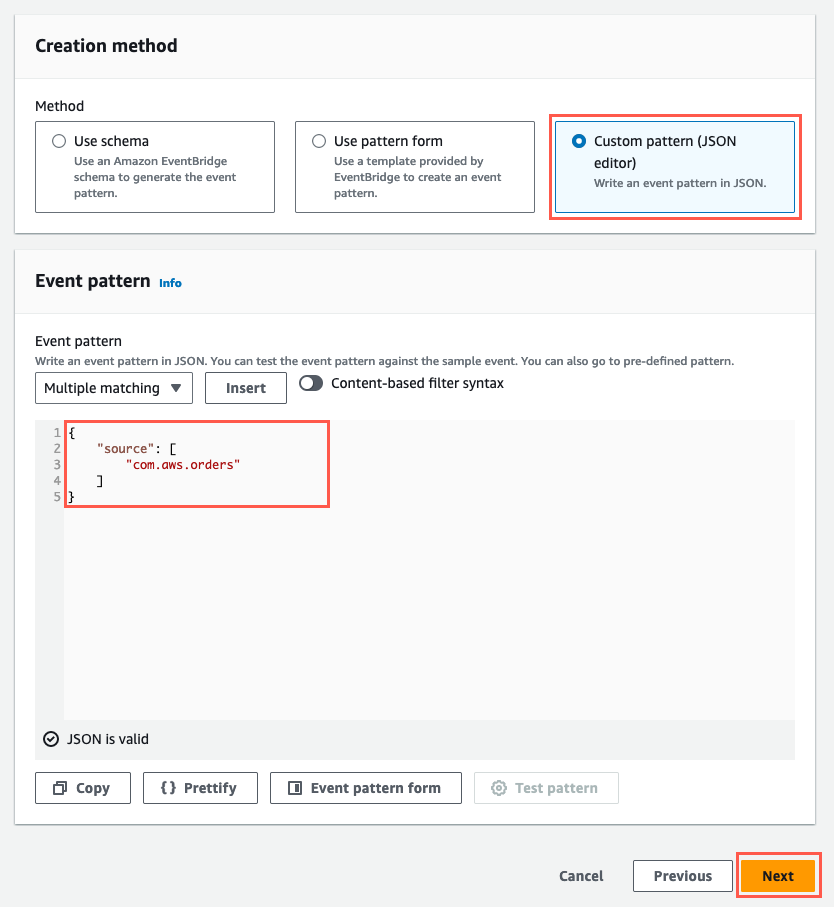 Creation method
Method
Use schema
Use an Amazon EventBridge
schema to generate the event
pattern.
Use pattern form
Use a template provided by
EventBridge to create an event
pattern.
Custom pattern (JSON
editor)
Write an event pattern in JSON.
Event pattern Info
Event pattern
Write an event pattern in JSON. You can test the event pattern against the sample event. You can also go to pre-defined pattern.
Multiple matching Insert Content-based filter syntax
1 {
2     "source": [
3         "com.aws.orders"
4     ]
5 }
JSON is valid
Copy {} Prettify Event pattern form Test pattern
Cancel Previous Next